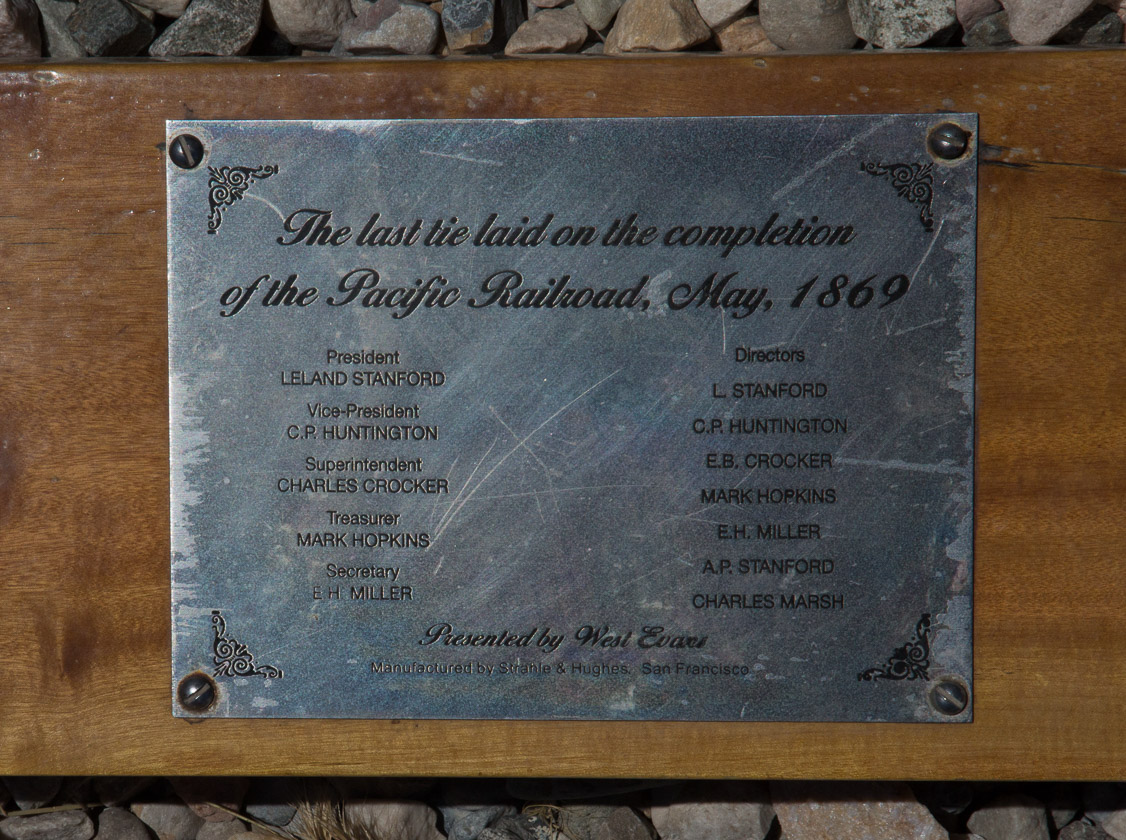 The last tie laid on the completion
of the Pacific Railroad, May, 1869
President
LELAND STANFORD
Vice-President
C.P. HUNTINGTON
Superintendent
CHARLES CROCKER
Treasurer
MARK HOPKINS
Secretary
E.H. MILLER
Directors
L. STANFORD
C.P. HUNTINGTON
E.B. CROCKER
MARK HOPKINS
E.H. MILLER
A.P. STANFORD
CHARLES MARSH
Presented by West Evans
Manufactured by Strahle & Hughes, San Francisco